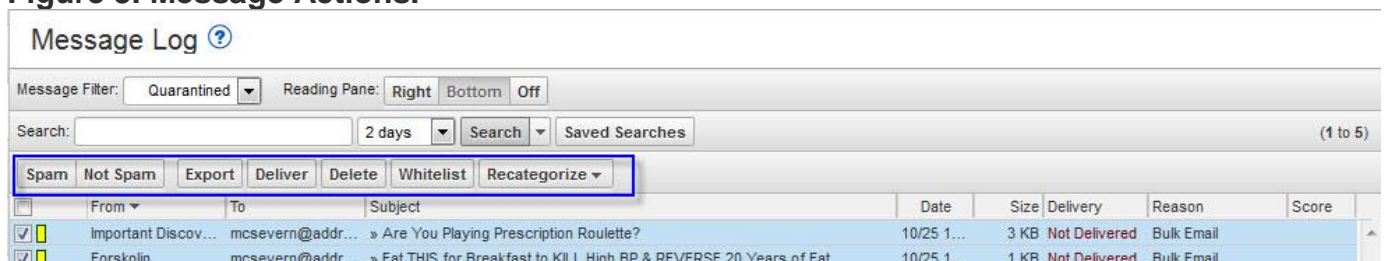 Figure 3. Message Actions.
Message Log ?
Message Filter: Quarantined Reading Pane: Right Bottom Off
Search: 2 days Search Saved Searches (1 to 5)
Spam Not Spam Export Deliver Delete Whitelist Recategorize
From To Subject Date Size Delivery Reason Score
Important Discov... mcsevern@addr... » Are You Playing Prescription Roulette? 10/25 1... 3 KB Not Delivered Bulk Email
Forskolin mcsevern@addr... » Eat THIS for Breakfast to KILL High BP & REVERSE 20 Years of Fat 10/25 1... 1 KB Not Delivered Bulk Email